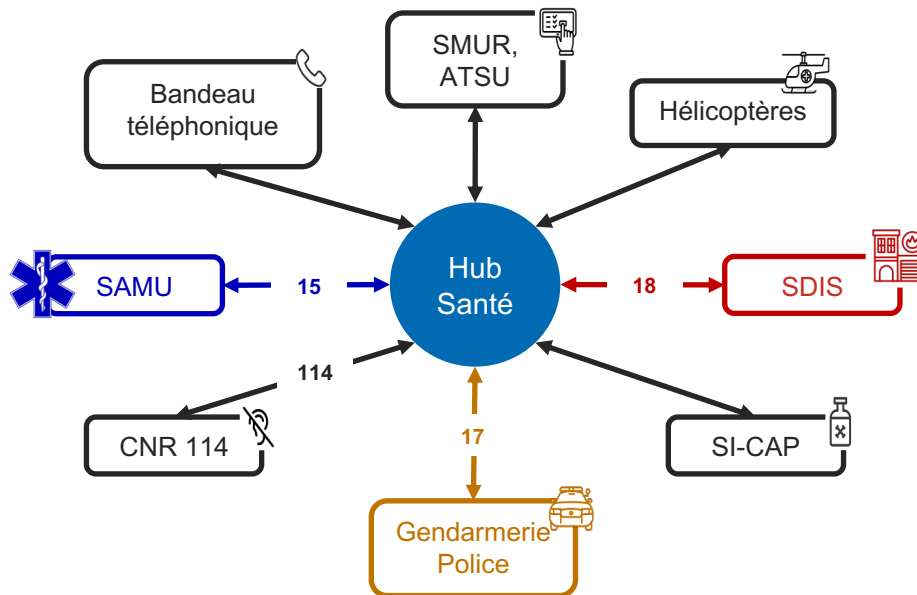 SMUR,
ATSU
Bandeau
téléphonique
Hélicoptères
Hub
Santé
SAMU
15
18
SDIS
114
CNR 114
17
SI-CAP
Gendarmerie
Police